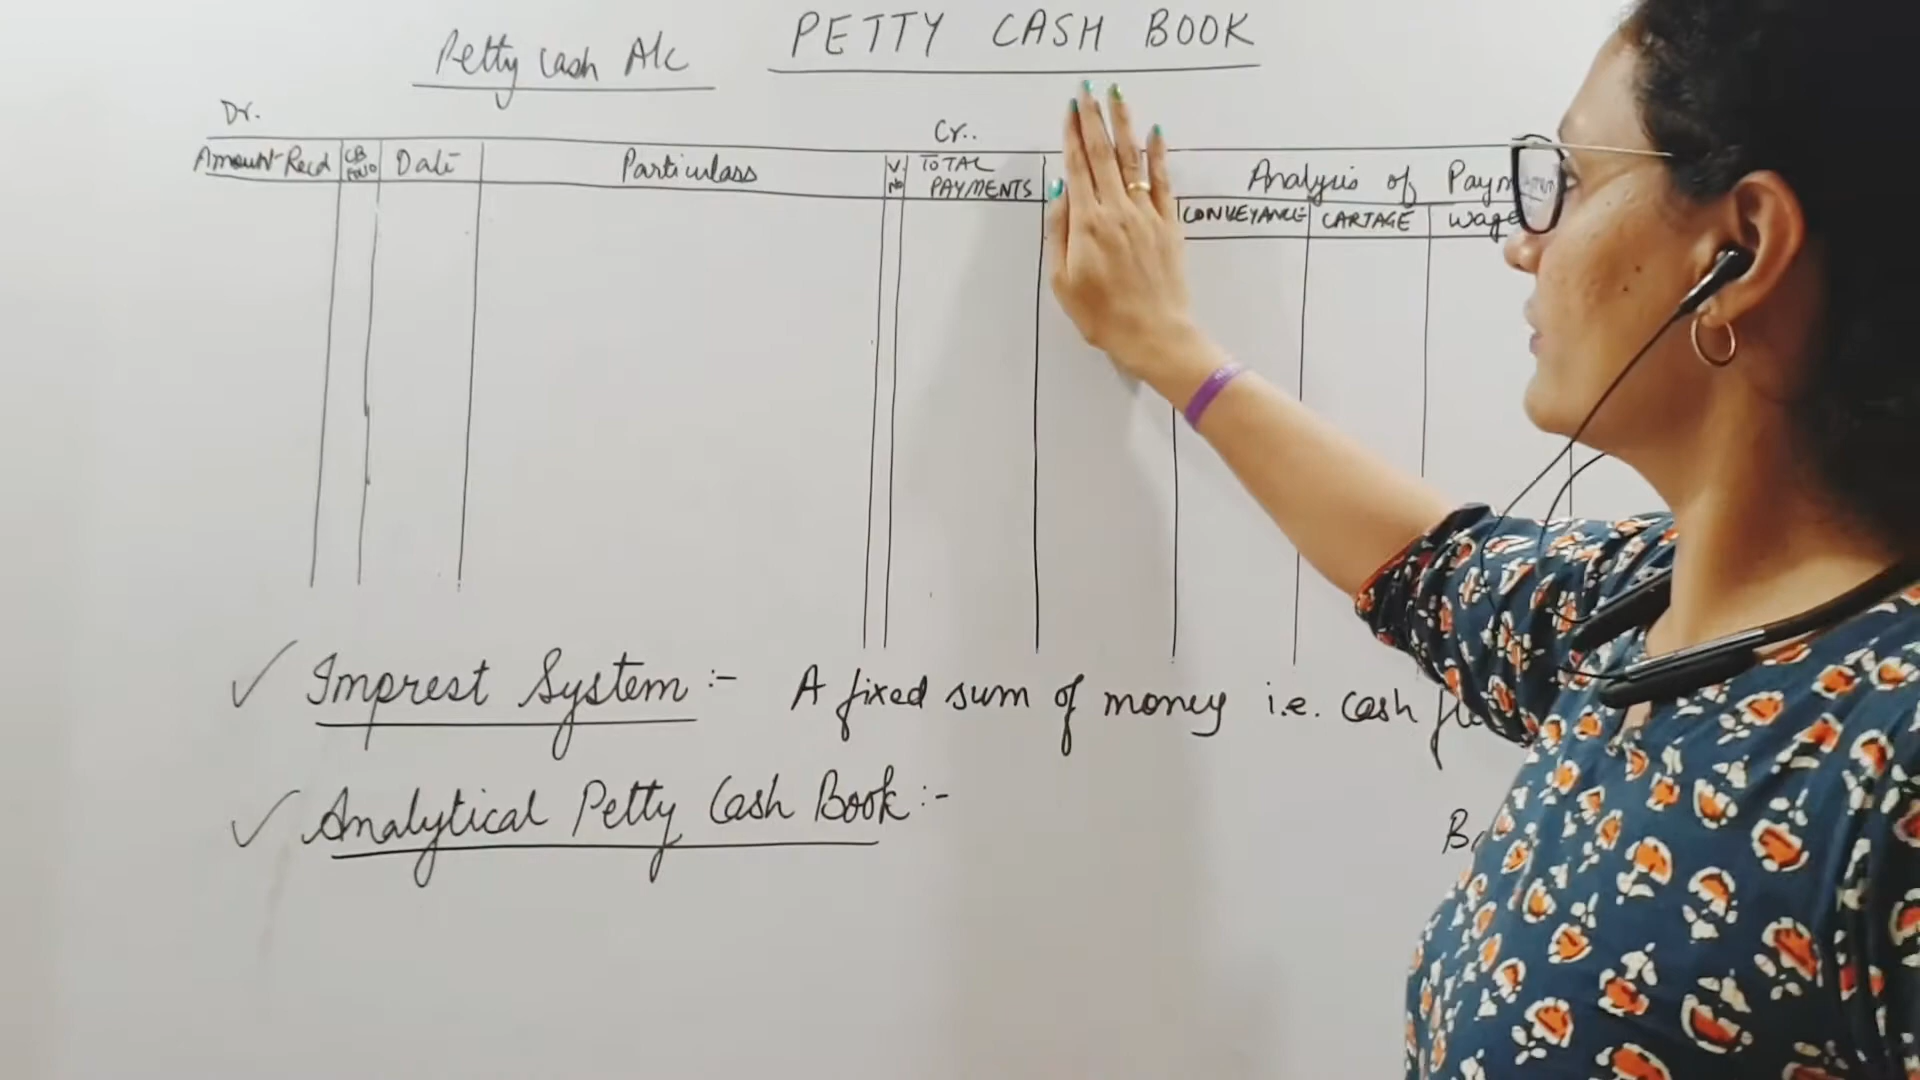 Petty Cash A/c
PETTY CASH BOOK
Dr.
Cr..
Amount Recd
CB Folio
Date
Particulars
V. No
TOTAL PAYMENTS
Analysis of
CONVEYANCE
CARTAGE
Imprest System :- A fixed sum of money i.e. cash
Analytical Petty Cash Book :-